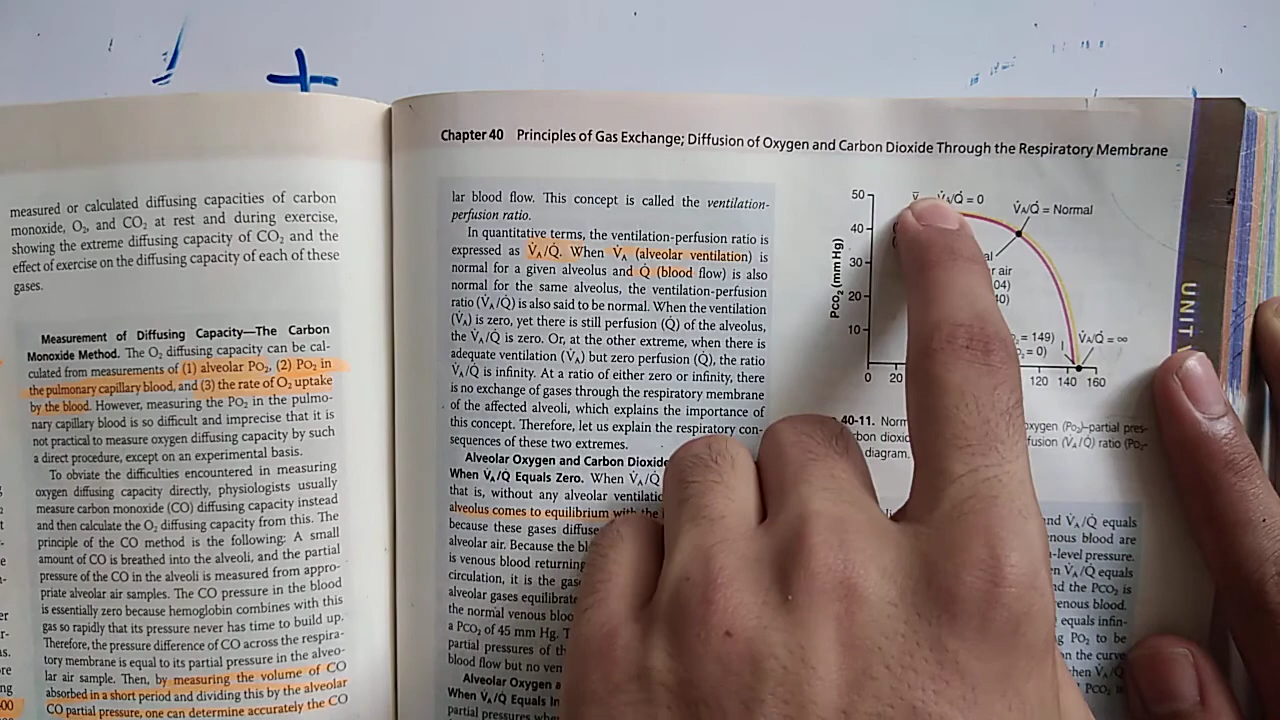 measured or calculated diffusing capacities of carbon
monoxide, O₂, and CO₂ at rest and during exercise,
showing the extreme diffusing capacity of CO₂ and the
effect of exercise on the diffusing capacity of each of these
gases.
Measurement of Diffusing Capacity—The Carbon
Monoxide Method. The O₂ diffusing capacity can be cal-
culated from measurements of (1) alveolar PO₂, (2) PO₂ in
the pulmonary capillary blood, and (3) the rate of O₂ uptake
by the blood. However, measuring the PO₂ in the pulmo-
nary capillary blood is so difficult and imprecise that it is
not practical to measure oxygen diffusing capacity by such
a direct procedure, except on an experimental basis.
To obviate the difficulties encountered in measuring
oxygen diffusing capacity directly, physiologists usually
measure carbon monoxide (CO) diffusing capacity instead
and then calculate the O₂ diffusing capacity from this. The
principle of the CO method is the following: A small
amount of CO is breathed into the alveoli, and the partial
pressure of the CO in the alveoli is measured from appro-
priate alveolar air samples. The CO pressure in the blood
is essentially zero because hemoglobin combines with this
gas so rapidly that its pressure never has time to build up.
Therefore, the pressure difference of CO across the respira-
tory membrane is equal to its partial pressure in the alveo-
lar air sample. Then, by measuring the volume of CO
absorbed in a short period and dividing this by the alveolar
CO partial pressure, one can determine accurately the CO
Chapter 40 Principles of Gas Exchange; Diffusion of Oxygen and Carbon Dioxide Through the Respiratory Membrane
lar blood flow. This concept is called the ventilation-
perfusion ratio.
In quantitative terms, the ventilation-perfusion ratio is
expressed as V̇A/Q̇. When V̇A (alveolar ventilation) is
normal for a given alveolus and Q̇ (blood flow) is also
normal for the same alveolus, the ventilation-perfusion
ratio (V̇A/Q̇) is also said to be normal. When the ventilation
(V̇A) is zero, yet there is still perfusion (Q̇) of the alveolus,
the V̇A/Q̇ is zero. Or, at the other extreme, when there is
adequate ventilation (V̇A) but zero perfusion (Q̇), the ratio
V̇A/Q̇ is infinity. At a ratio of either zero or infinity, there
is no exchange of gases through the respiratory membrane
of the affected alveoli, which explains the importance of
this concept. Therefore, let us explain the respiratory con-
sequences of these two extremes.
Alveolar Oxygen and Carbon Dioxide
When V̇A/Q̇ Equals Zero. When V̇A/Q̇
that is, without any alveolar
alveolus comes to equilibrium with the
because these gases diffuse
alveolar air. Because the
is venous blood returning
circulation, it is the
alveolar gases equilibrate
the normal venous
a PCO₂ of 45 mm Hg.
partial pressures of
blood flow but no
Alveolar Oxygen
When V̇A/Q̇ Equals
partial pressures
50
40
30
20
10
PCO₂ (mm Hg)
V̇A/Q̇ = 0
V̇A/Q̇ = Normal
air
= 149)
= 0)
V̇A/Q̇ = ∞
0 20 120 140 160
40-11.
diagram.
(V̇A/Q̇) ratio
and V̇A/Q̇ equals
blood are
pressure.
V̇A/Q̇ equals
the PCO₂ is
blood.
equals
PO₂ to be
the curve
V̇A/Q̇
PCO₂
UNIT